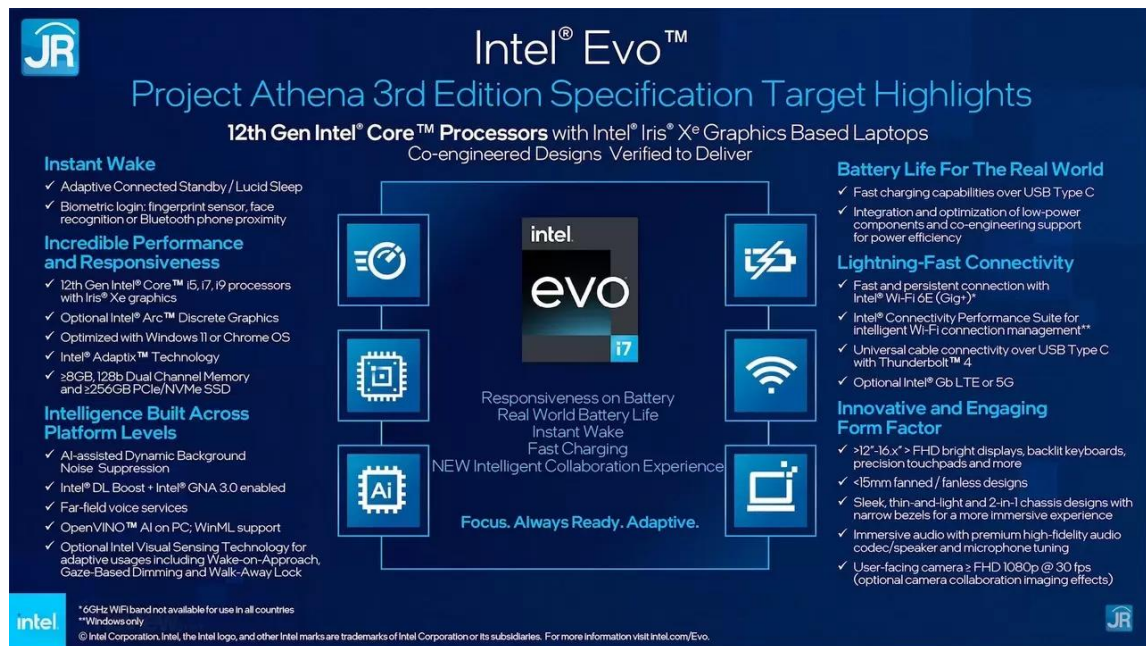 JR
Intel® Evo™
Project Athena 3rd Edition Specification Target Highlights
12th Gen Intel® Core™ Processors with Intel® Iris® Xe Graphics Based Laptops
Co-engineered Designs Verified to Deliver
Instant Wake
✓ Adaptive Connected Standby / Lucid Sleep
✓ Biometric login: fingerprint sensor, face
recognition or Bluetooth phone proximity
Incredible Performance
and Responsiveness
✓ 12th Gen Intel® Core™ i5, i7, i9 processors
with Iris® Xe graphics
✓ Optional Intel® Arc™ Discrete Graphics
✓ Optimized with Windows 11 or Chrome OS
✓ Intel® Adaptix™ Technology
✓ ≥8GB, 128b Dual Channel Memory
and ≥256GB PCIe/NVMe SSD
Intelligence Built Across
Platform Levels
✓ AI-assisted Dynamic Background
Noise Suppression
✓ Intel® DL Boost + Intel® GNA 3.0 enabled
✓ Far-field voice services
✓ OpenVINO™ AI on PC; WinML support
✓ Optional Intel Visual Sensing Technology for
adaptive usages including Wake-on-Approach,
Gaze-Based Dimming and Walk-Away Lock
Ai
intel
evo
i7
Responsiveness on Battery
Real World Battery Life
Instant Wake
Fast Charging
NEW Intelligent Collaboration Experience
Focus. Always Ready. Adaptive.
Battery Life For The Real World
✓ Fast charging capabilities over USB Type C
✓ Integration and optimization of low-power
components and co-engineering support
for power efficiency
Lightning-Fast Connectivity
✓ Fast and persistent connection with
Intel® Wi-Fi 6E (Gig+)*
✓ Intel® Connectivity Performance Suite for
intelligent Wi-Fi connection management**
✓ Universal cable connectivity over USB Type C
with Thunderbolt™ 4
✓ Optional Intel® Gb LTE or 5G
Innovative and Engaging
Form Factor
✓ >12”-16.x” > FHD bright displays, backlit keyboards,
precision touchpads and more
✓ <15mm fanned / fanless designs
✓ Sleek, thin-and-light and 2-in-1 chassis designs with
narrow bezels for a more immersive experience
✓ Immersive audio with premium high-fidelity audio
codec/speaker and microphone tuning
✓ User-facing camera ≥ FHD 1080p @ 30 fps
(optional camera collaboration imaging effects)
intel.
*6GHz WiFi band not available for use in all countries
**Windows only
© Intel Corporation. Intel, the Intel logo, and other Intel marks are trademarks of Intel Corporation or its subsidiaries. For more information visit intel.com/Evo.
JR